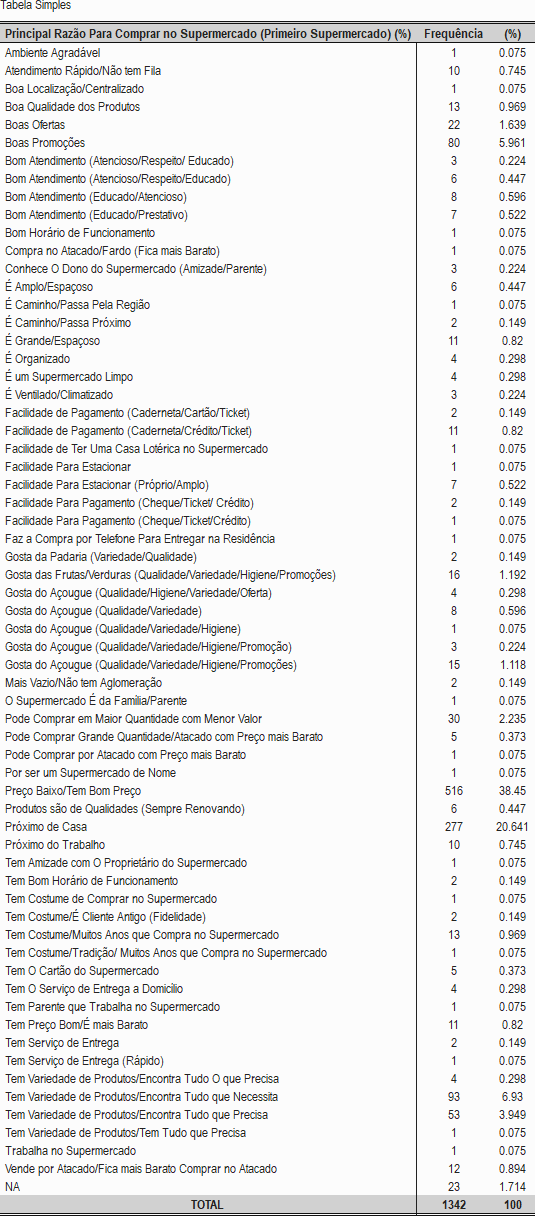 Tabela Simples
Principal Razão Para Comprar no Supermercado (Primeiro Supermercado) (%) Frequência (%)
Ambiente Agradável 1 0.075
Atendimento Rápido/Não tem Fila 10 0.745
Boa Localização/Centralizado 1 0.075
Boa Qualidade dos Produtos 13 0.969
Boas Ofertas 22 1.639
Boas Promoções 80 5.961
Bom Atendimento (Atencioso/Respeito/ Educado) 3 0.224
Bom Atendimento (Atencioso/Respeito/Educado) 6 0.447
Bom Atendimento (Educado/Atencioso) 8 0.596
Bom Atendimento (Educado/Prestativo) 7 0.522
Bom Horário de Funcionamento 1 0.075
Compra no Atacado/Fardo (Fica mais Barato) 1 0.075
Conhece O Dono do Supermercado (Amizade/Parente) 3 0.224
É Amplo/Espaçoso 6 0.447
É Caminho/Passa Pela Região 1 0.075
É Caminho/Passa Próximo 2 0.149
É Grande/Espaçoso 11 0.82
É Organizado 4 0.298
É um Supermercado Limpo 4 0.298
É Ventilado/Climatizado 3 0.224
Facilidade de Pagamento (Caderneta/Cartão/Ticket) 2 0.149
Facilidade de Pagamento (Caderneta/Crédito/Ticket) 11 0.82
Facilidade de Ter Uma Casa Lotérica no Supermercado 1 0.075
Facilidade Para Estacionar 1 0.075
Facilidade Para Estacionar (Próprio/Amplo) 7 0.522
Facilidade Para Pagamento (Cheque/Ticket/ Crédito) 2 0.149
Facilidade Para Pagamento (Cheque/Ticket/Crédito) 1 0.075
Faz a Compra por Telefone Para Entregar na Residência 1 0.075
Gosta da Padaria (Variedade/Qualidade) 2 0.149
Gosta das Frutas/Verduras (Qualidade/Variedade/Higiene/Promoções) 16 1.192
Gosta do Açougue (Qualidade/Higiene/Variedade/Oferta) 4 0.298
Gosta do Açougue (Qualidade/Variedade) 8 0.596
Gosta do Açougue (Qualidade/Variedade/Higiene) 1 0.075
Gosta do Açougue (Qualidade/Variedade/Higiene/Promoção) 3 0.224
Gosta do Açougue (Qualidade/Variedade/Higiene/Promoções) 15 1.118
Mais Vazio/Não tem Aglomeração 2 0.149
O Supermercado É da Família/Parente 1 0.075
Pode Comprar em Maior Quantidade com Menor Valor 30 2.235
Pode Comprar Grande Quantidade/Atacado com Preço mais Barato 5 0.373
Pode Comprar por Atacado com Preço mais Barato 1 0.075
Por ser um Supermercado de Nome 1 0.075
Preço Baixo/Tem Bom Preço 516 38.45
Produtos são de Qualidades (Sempre Renovando) 6 0.447
Próximo de Casa 277 20.641
Próximo do Trabalho 10 0.745
Tem Amizade com O Proprietário do Supermercado 1 0.075
Tem Bom Horário de Funcionamento 2 0.149
Tem Costume de Comprar no Supermercado 1 0.075
Tem Costume/É Cliente Antigo (Fidelidade) 2 0.149
Tem Costume/Muitos Anos que Compra no Supermercado 13 0.969
Tem Costume/Tradição/ Muitos Anos que Compra no Supermercado 1 0.075
Tem O Cartão do Supermercado 5 0.373
Tem O Serviço de Entrega a Domicílio 4 0.298
Tem Parente que Trabalha no Supermercado 1 0.075
Tem Preço Bom/É mais Barato 11 0.82
Tem Serviço de Entrega 2 0.149
Tem Serviço de Entrega (Rápido) 1 0.075
Tem Variedade de Produtos/Encontra Tudo O que Precisa 4 0.298
Tem Variedade de Produtos/Encontra Tudo que Necessita 93 6.93
Tem Variedade de Produtos/Encontra Tudo que Precisa 53 3.949
Tem Variedade de Produtos/Tem Tudo que Precisa 1 0.075
Trabalha no Supermercado 1 0.075
Vende por Atacado/Fica mais Barato Comprar no Atacado 12 0.894
NA 23 1.714
TOTAL 1342 100